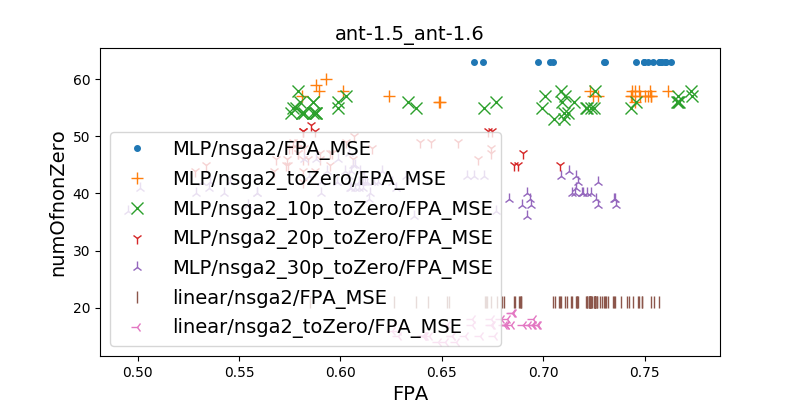 ant-1.5_ant-1.6
numOfnonZero
60
50
40
30
20
MLP/nsga2/FPA_MSE
MLP/nsga2_toZero/FPA_MSE
MLP/nsga2_10p_toZero/FPA_MSE
MLP/nsga2_20p_toZero/FPA_MSE
MLP/nsga2_30p_toZero/FPA_MSE
linear/nsga2/FPA_MSE
linear/nsga2_toZero/FPA_MSE
0.50 0.55 0.60 0.65 0.70 0.75
FPA